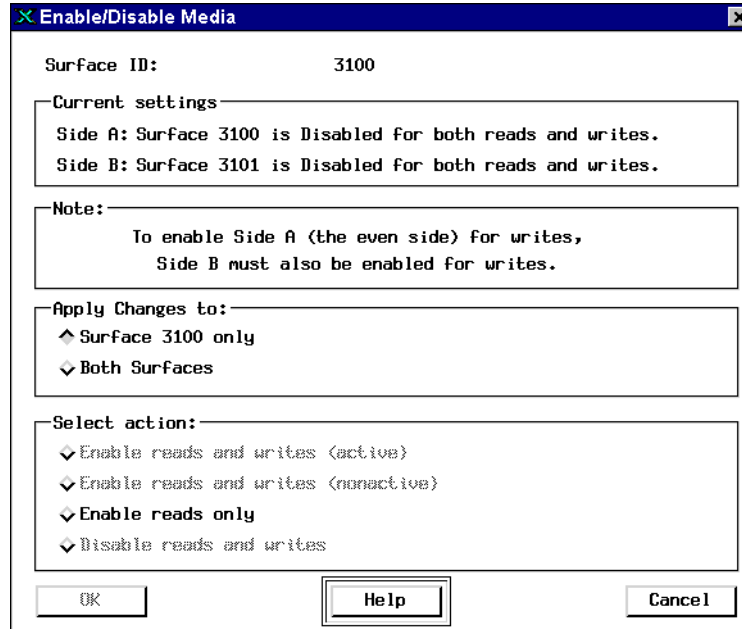 Enable/Disable Media
Surface ID: 3100
Current settings
Side A: Surface 3100 is Disabled for both reads and writes.
Side B: Surface 3101 is Disabled for both reads and writes.
Note:
To enable Side A (the even side) for writes,
Side B must also be enabled for writes.
Apply Changes to:
Surface 3100 only
Both Surfaces
Select action:
Enable reads and writes (active)
Enable reads and writes (nonactive)
Enable reads only
Disable reads and writes
OK Help Cancel